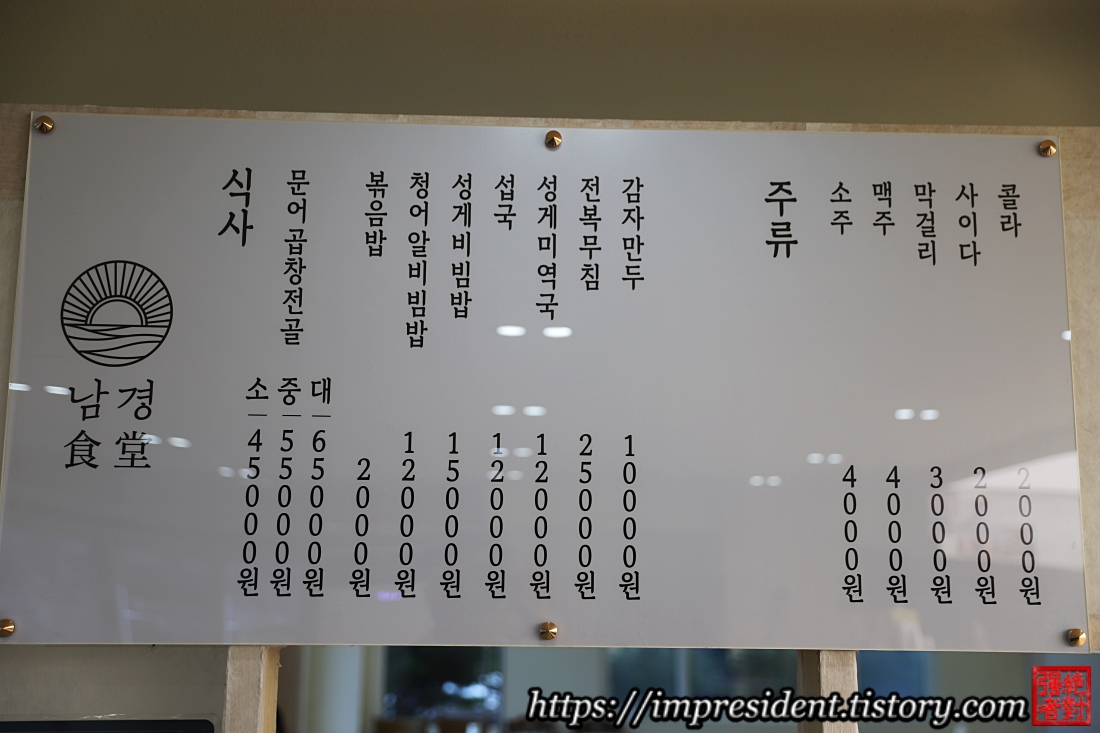 남경
食堂
식사
문어곱창전골
소 — 45000원
중 — 55000원
대 — 65000원
볶음밥 2000원
청어알비빔밥 12000원
성게비빔밥 15000원
섭국 12000원
성게미역국 12000원
전복무침 25000원
감자만두 10000원
주류
소주 4000원
맥주 4000원
막걸리 3000원
사이다 2000원
콜라 2000원
https://impresident.tistory.com